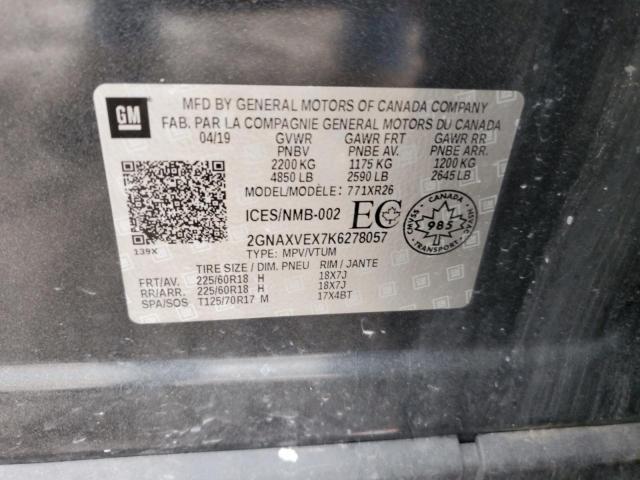 GM
MFD BY GENERAL MOTORS OF CANADA COMPANY
FAB. PAR LA COMPAGNIE GENERAL MOTORS DU CANADA
04/19 GVWR GAWR FRT GAWR RR
PNBV PNBE AV. PNBE ARR.
2200 KG 1175 KG 1200 KG
4850 LB 2590 LB 2645 LB
MODEL/MODÈLE: 771XR26
ICES/NMB-002 EC
CANADA
985
MVSA
HVAC
TRANSPORT
139X
2GNAXVEX7K6278057
TYPE: MPV/VTUM
TIRE SIZE / DIM. PNEU RIM / JANTE
FRT/AV. 225/60R18 H 18X7J
RR/ARR. 225/60R18 H 18X7J
SPA/SOS T125/70R17 M 17X4BT